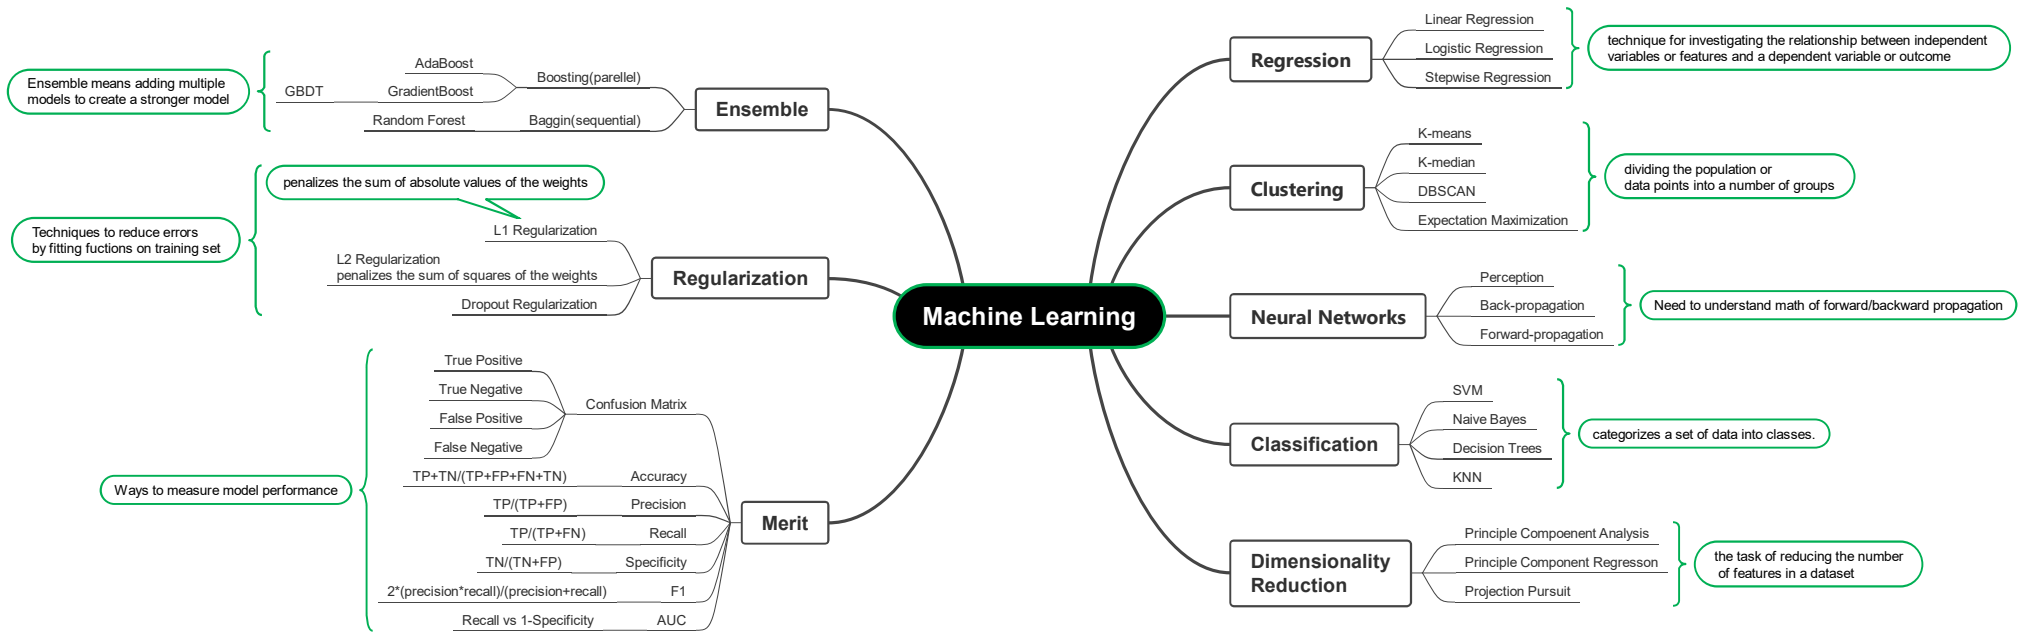 Machine Learning
Ensemble
Boosting(parellel)
AdaBoost
GradientBoost
GBDT
Baggin(sequential)
Random Forest
Ensemble means adding multiple
models to create a stronger model
Regularization
penalizes the sum of absolute values of the weights
L1 Regularization
L2 Regularization
penalizes the sum of squares of the weights
Dropout Regularization
Techniques to reduce errors
by fitting fuctions on training set
Merit
Confusion Matrix
True Positive
True Negative
False Positive
False Negative
Accuracy
TP+TN/(TP+FP+FN+TN)
Precision
TP/(TP+FP)
Recall
TP/(TP+FN)
Specificity
TN/(TN+FP)
F1
2*(precision*recall)/(precision+recall)
AUC
Recall vs 1-Specificity
Ways to measure model performance
Regression
Linear Regression
Logistic Regression
Stepwise Regression
technique for investigating the relationship between independent
variables or features and a dependent variable or outcome
Clustering
K-means
K-median
DBSCAN
Expectation Maximization
dividing the population or
data points into a number of groups
Neural Networks
Perception
Back-propagation
Forward-propagation
Need to understand math of forward/backward propagation
Classification
SVM
Naive Bayes
Decision Trees
KNN
categorizes a set of data into classes.
Dimensionality
Reduction
Principle Compoenent Analysis
Principle Component Regresson
Projection Pursuit
the task of reducing the number
of features in a dataset